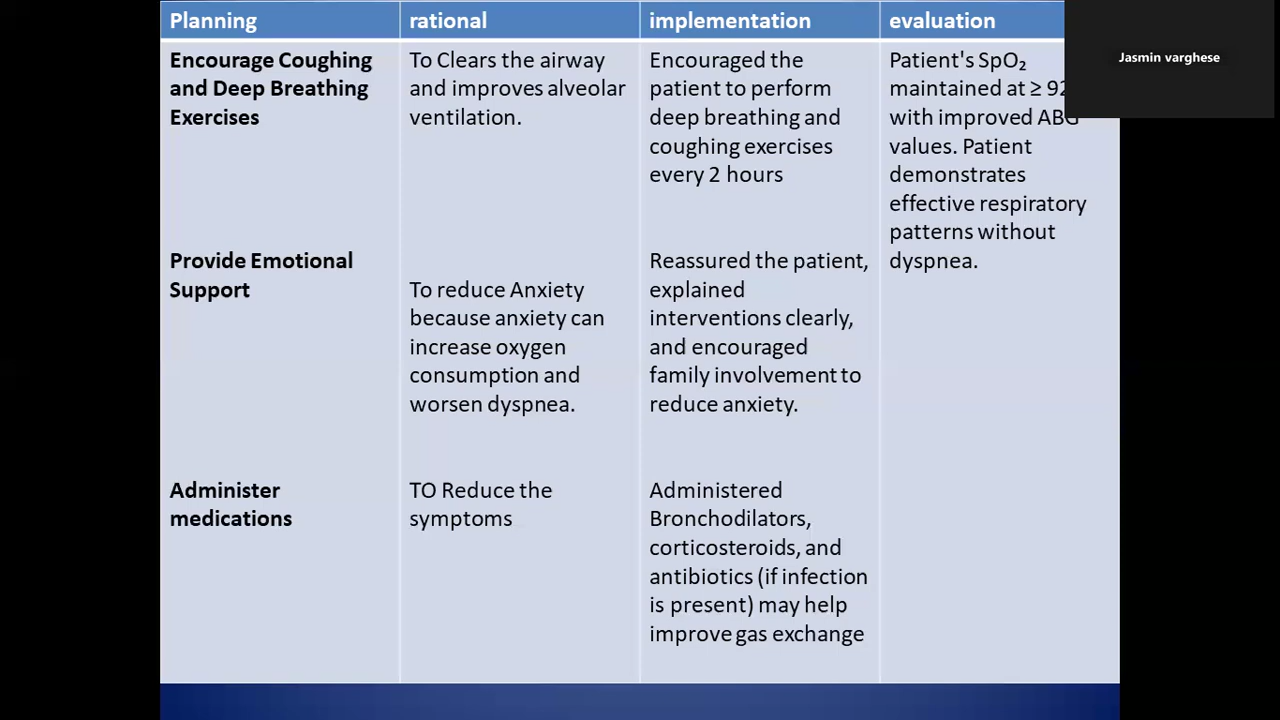 Planning
rational
implementation
evaluation
Encourage Coughing
and Deep Breathing
Exercises
To Clears the airway
and improves alveolar
ventilation.
Encouraged the
patient to perform
deep breathing and
coughing exercises
every 2 hours
Patient's SpO₂
maintained at ≥ 92
with improved ABG
values. Patient
demonstrates
effective respiratory
patterns without
dyspnea.
Provide Emotional
Support
To reduce Anxiety
because anxiety can
increase oxygen
consumption and
worsen dyspnea.
Reassured the patient,
explained
interventions clearly,
and encouraged
family involvement to
reduce anxiety.
Administer
medications
TO Reduce the
symptoms
Administered
Bronchodilators,
corticosteroids, and
antibiotics (if infection
is present) may help
improve gas exchange
Jasmin varghese